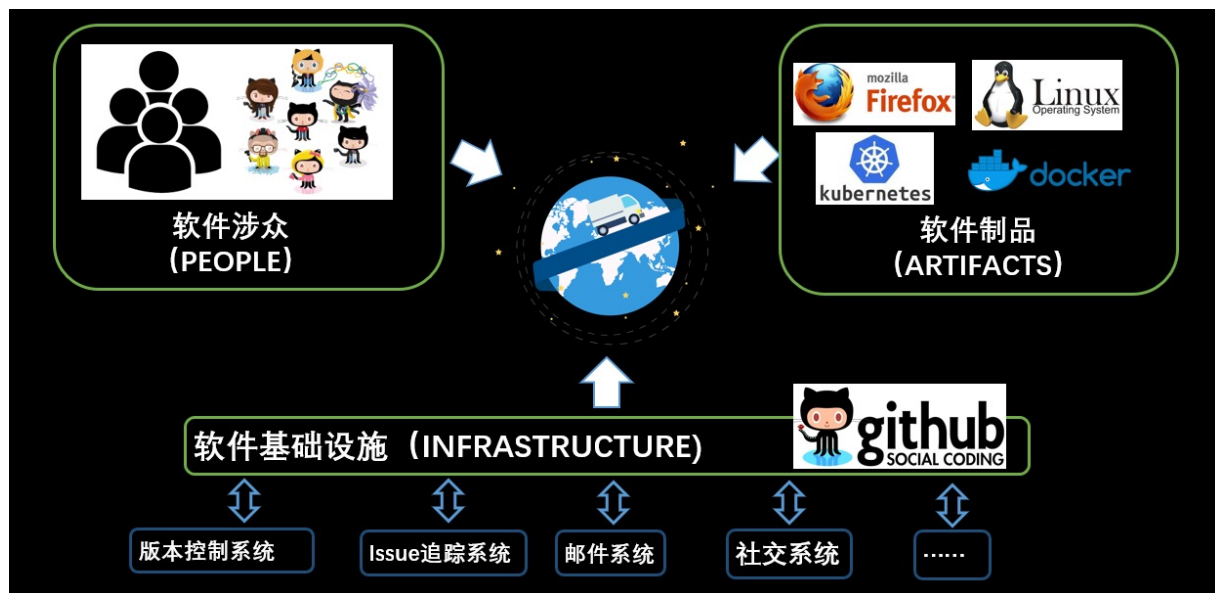 软件涉众
（PEOPLE）
mozilla
Firefox
Linux
Operating System
kubernetes
docker
软件制品
（ARTIFACTS）
软件基础设施（INFRASTRUCTURE）
github
SOCIAL CODING
版本控制系统
Issue追踪系统
邮件系统
社交系统
……